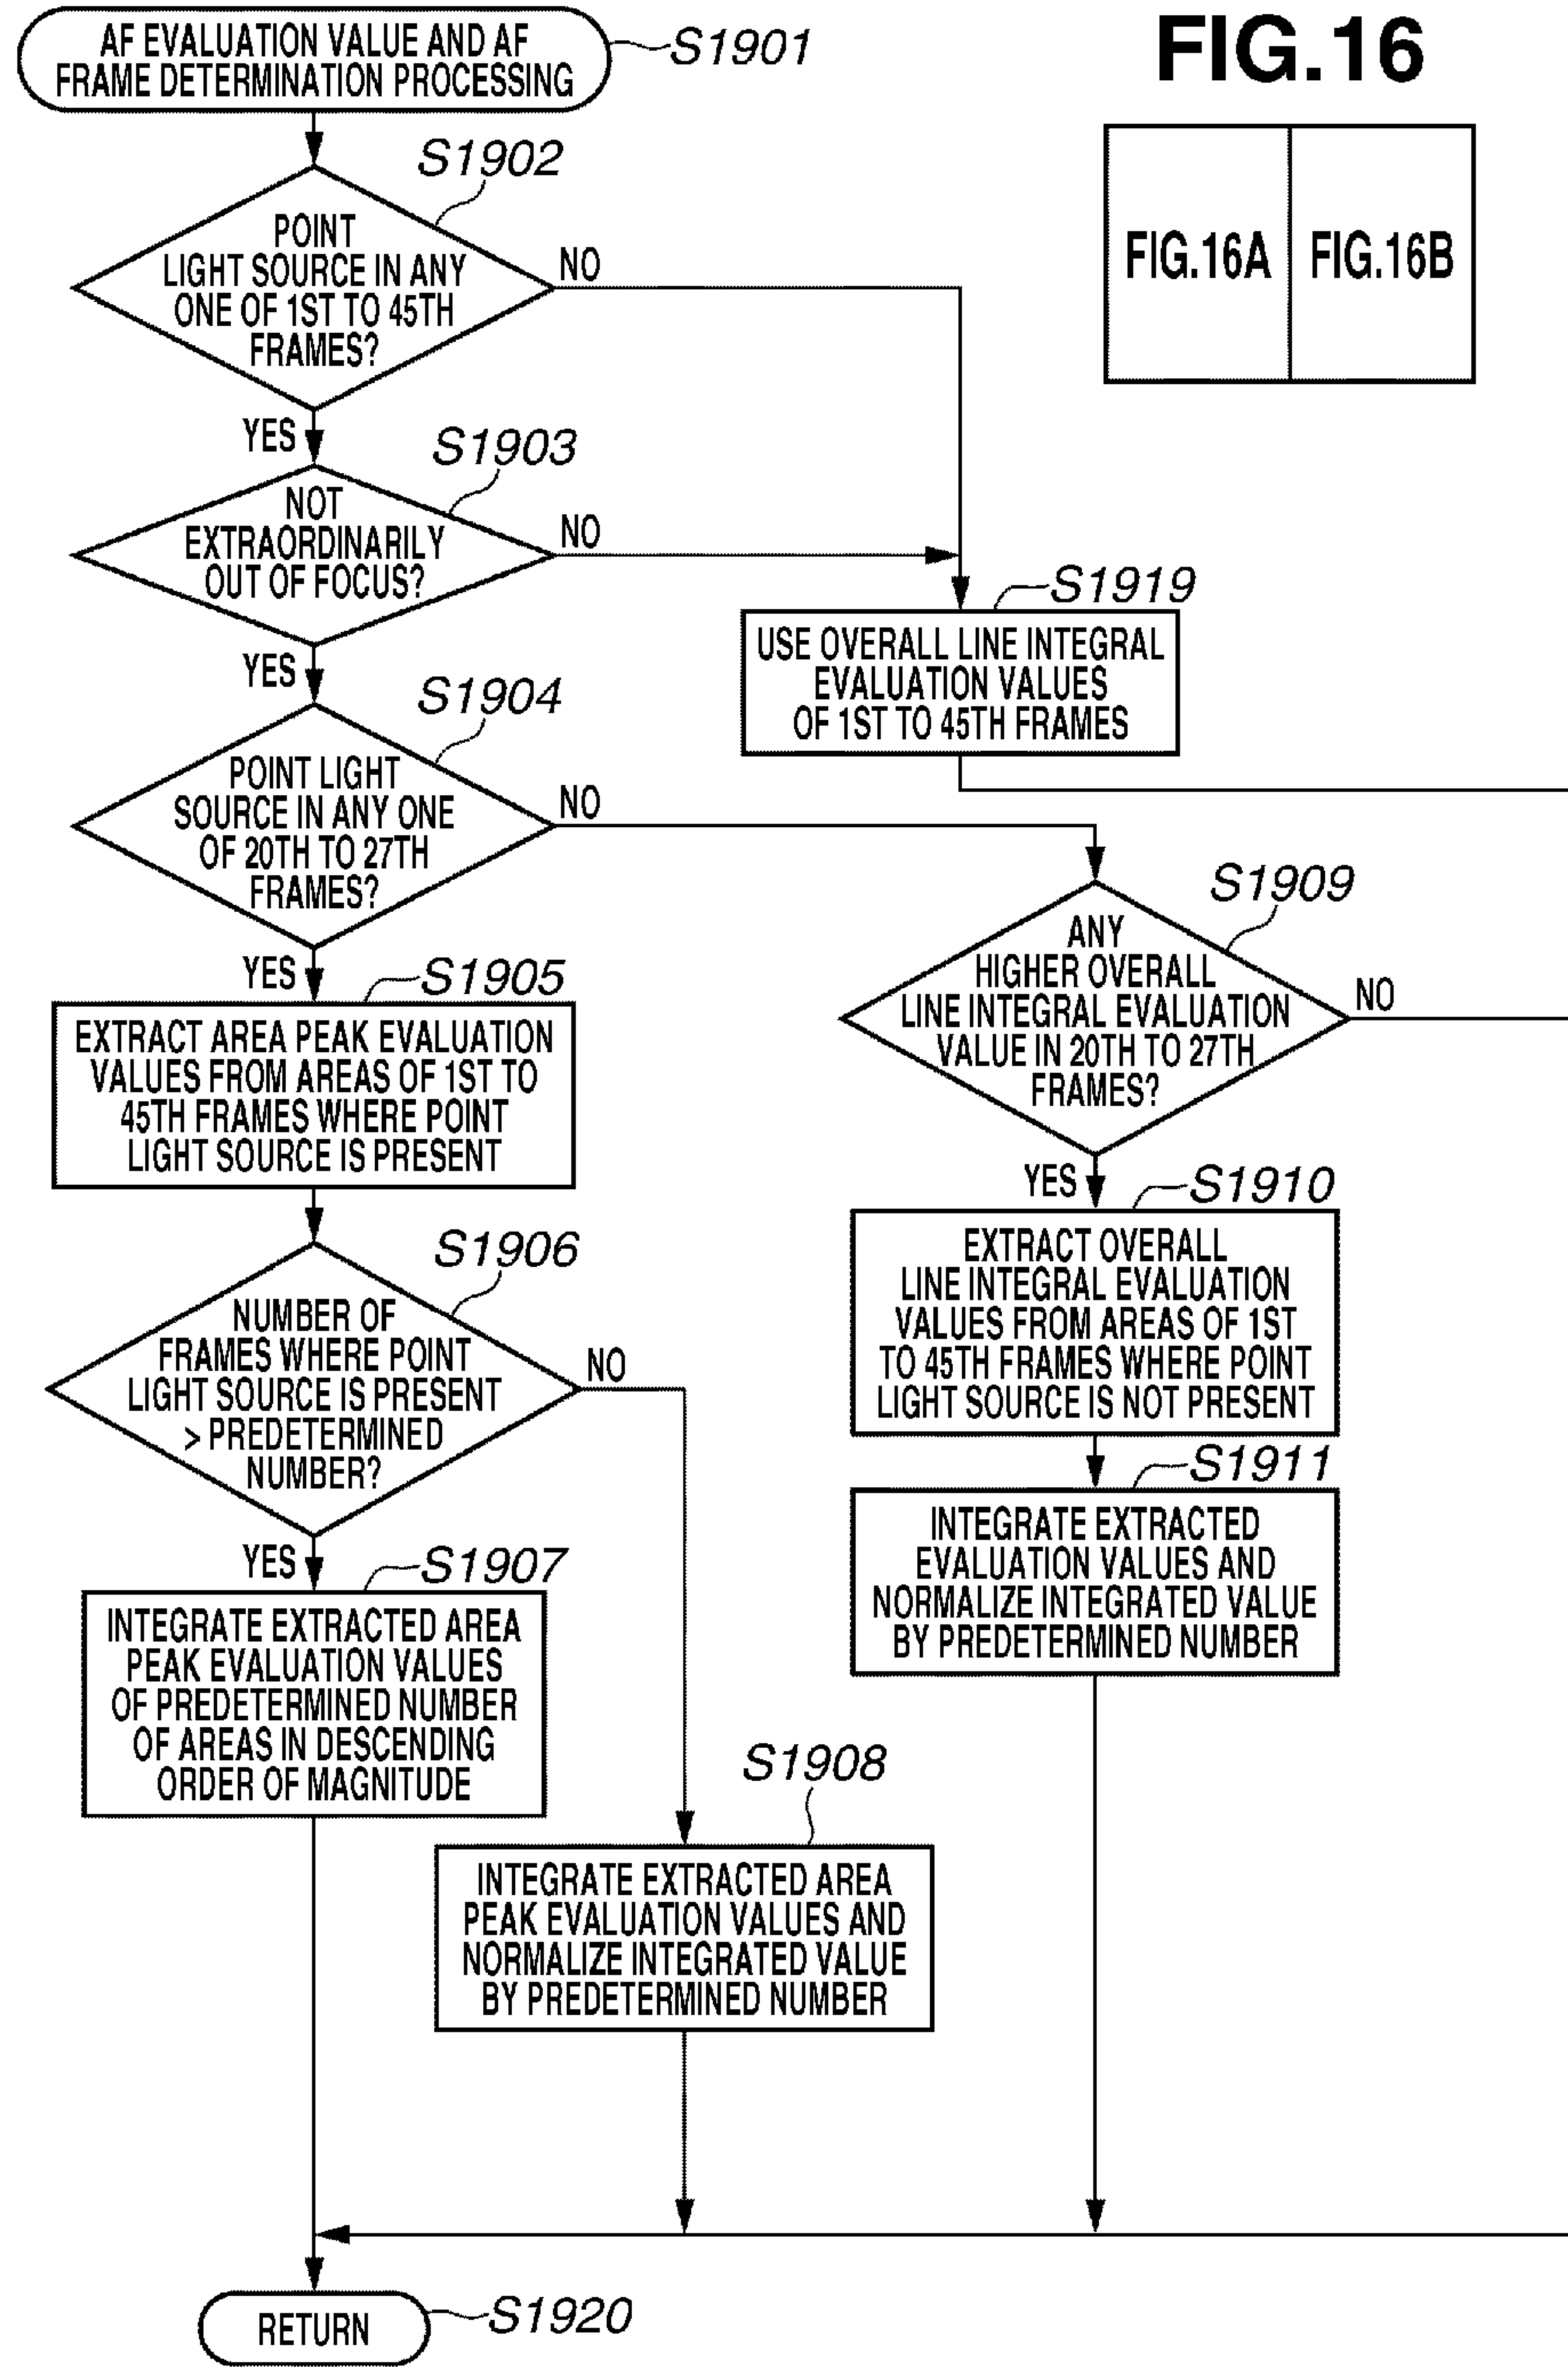 FIG.16
FIG.16A
FIG.16B
AF EVALUATION VALUE AND AF
FRAME DETERMINATION PROCESSING
S1901
S1902
POINT
LIGHT SOURCE IN ANY
ONE OF 1ST TO 45TH
FRAMES?
NO
YES
S1903
NOT
EXTRAORDINARILY
OUT OF FOCUS?
NO
YES
S1919
USE OVERALL LINE INTEGRAL
EVALUATION VALUES
OF 1ST TO 45TH FRAMES
S1904
POINT LIGHT
SOURCE IN ANY ONE
OF 20TH TO 27TH
FRAMES?
NO
YES
S1905
EXTRACT AREA PEAK EVALUATION
VALUES FROM AREAS OF 1ST TO
45TH FRAMES WHERE POINT
LIGHT SOURCE IS PRESENT
S1906
NUMBER OF
FRAMES WHERE POINT
LIGHT SOURCE IS PRESENT
> PREDETERMINED
NUMBER?
NO
YES
S1907
INTEGRATE EXTRACTED AREA
PEAK EVALUATION VALUES
OF PREDETERMINED NUMBER
OF AREAS IN DESCENDING
ORDER OF MAGNITUDE
S1908
INTEGRATE EXTRACTED AREA
PEAK EVALUATION VALUES AND
NORMALIZE INTEGRATED VALUE
BY PREDETERMINED NUMBER
S1909
ANY
HIGHER OVERALL
LINE INTEGRAL EVALUATION
VALUE IN 20TH TO 27TH
FRAMES?
NO
YES
S1910
EXTRACT OVERALL
LINE INTEGRAL EVALUATION
VALUES FROM AREAS OF 1ST
TO 45TH FRAMES WHERE POINT
LIGHT SOURCE IS NOT PRESENT
S1911
INTEGRATE EXTRACTED
EVALUATION VALUES AND
NORMALIZE INTEGRATED VALUE
BY PREDETERMINED NUMBER
RETURN
S1920